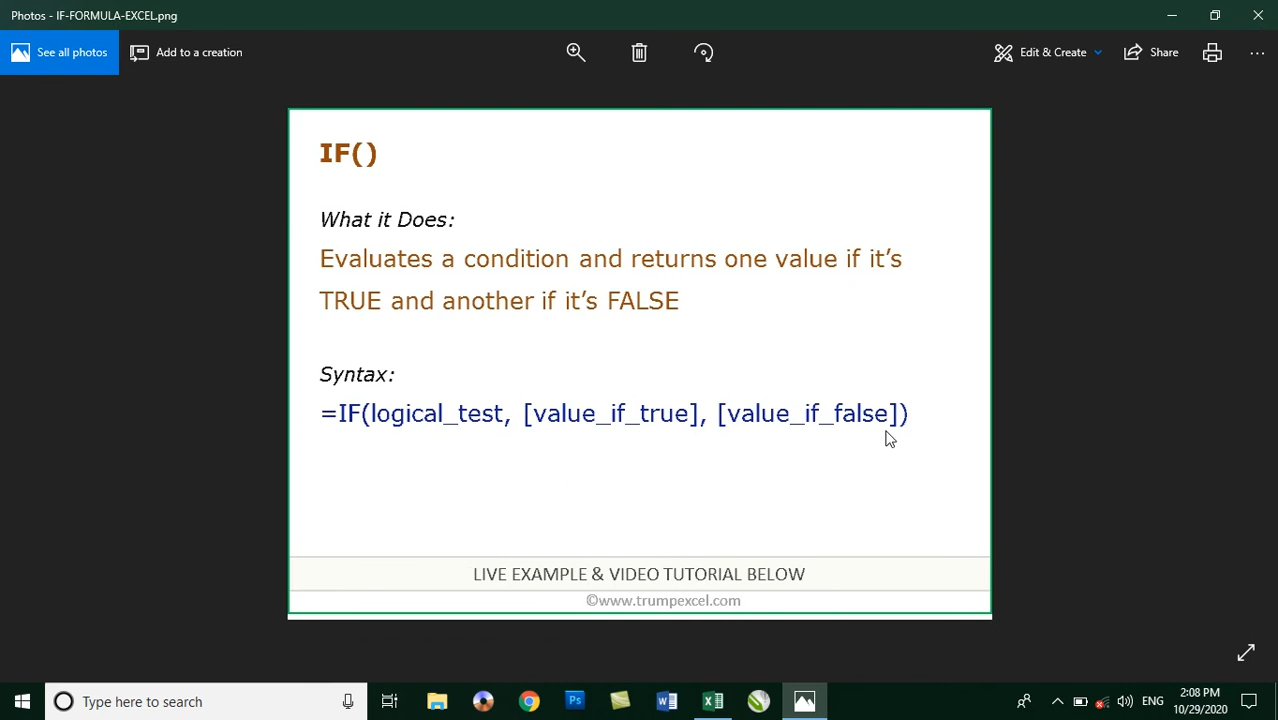 Photos - IF-FORMULA-EXCEL.png
See all photos
Add to a creation
Edit & Create
Share
IF()
What it Does:
Evaluates a condition and returns one value if it’s
TRUE and another if it’s FALSE
Syntax:
=IF(logical_test, [value_if_true], [value_if_false])
LIVE EXAMPLE & VIDEO TUTORIAL BELOW
©www.trumpexcel.com
Type here to search
Ps
ENG
2:08 PM
10/29/2020